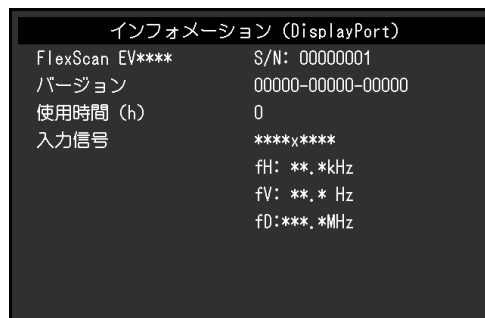 インフォメーション (DisplayPort)
FlexScan EV**** S/N: 00000001
バージョン 00000-00000-00000
使用時間 (h) 0
入力信号 ****x****
fH: **.*kHz
fV: **.* Hz
fD:***.*MHz